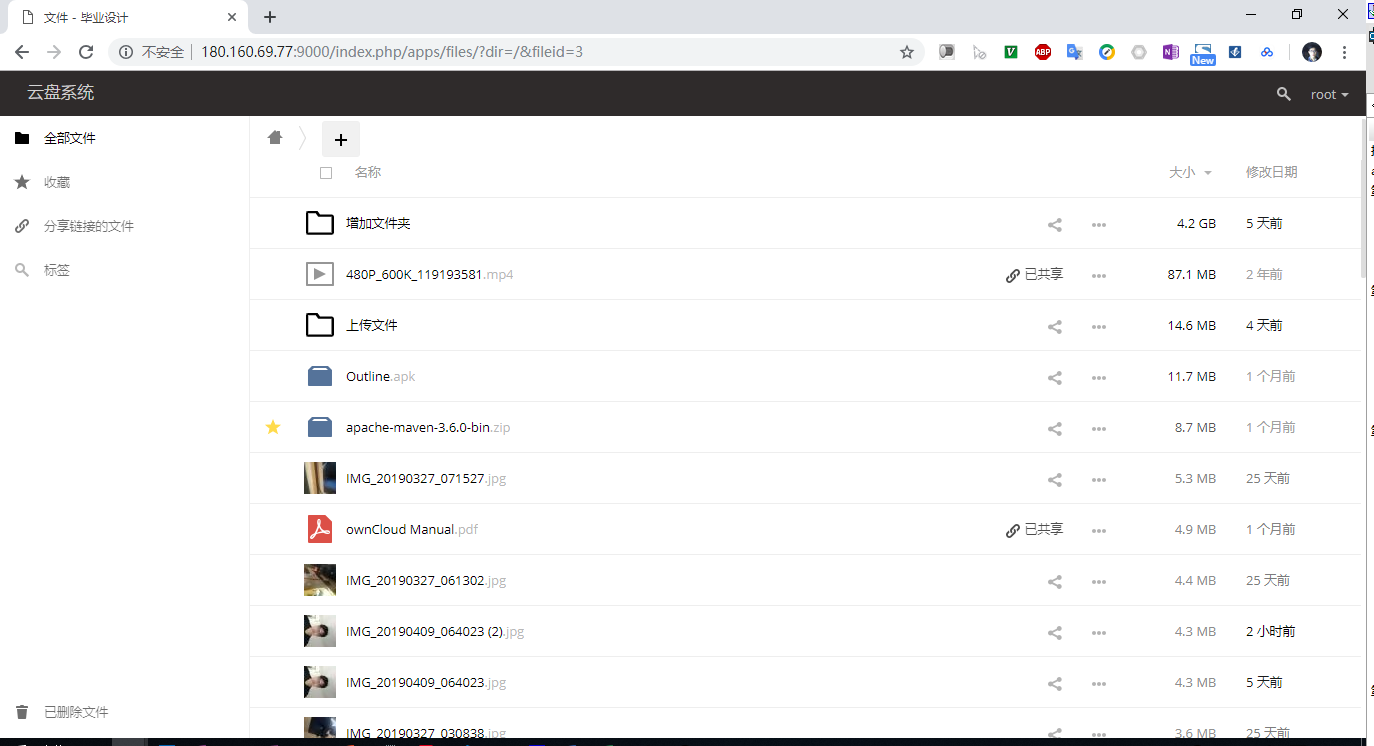 文件 - 毕业设计
不安全 180.160.69.77:9000/index.php/apps/files/?dir=/&fileid=3
ABP
New
云盘系统
root
全部文件
收藏
分享链接的文件
标签
已删除文件
名称 大小 修改日期
增加文件夹 4.2 GB 5 天前
480P_600K_119193581.mp4 已共享 87.1 MB 2 年前
上传文件 14.6 MB 4 天前
Outline.apk 11.7 MB 1 个月前
apache-maven-3.6.0-bin.zip 8.7 MB 1 个月前
IMG_20190327_071527.jpg 5.3 MB 25 天前
ownCloud Manual.pdf 已共享 4.9 MB 1 个月前
IMG_20190327_061302.jpg 4.4 MB 25 天前
IMG_20190409_064023 (2).jpg 4.3 MB 2 小时前
IMG_20190409_064023.jpg 4.3 MB 5 天前
IMG_20190327_030838.jpg 3.6 MB 25 天前